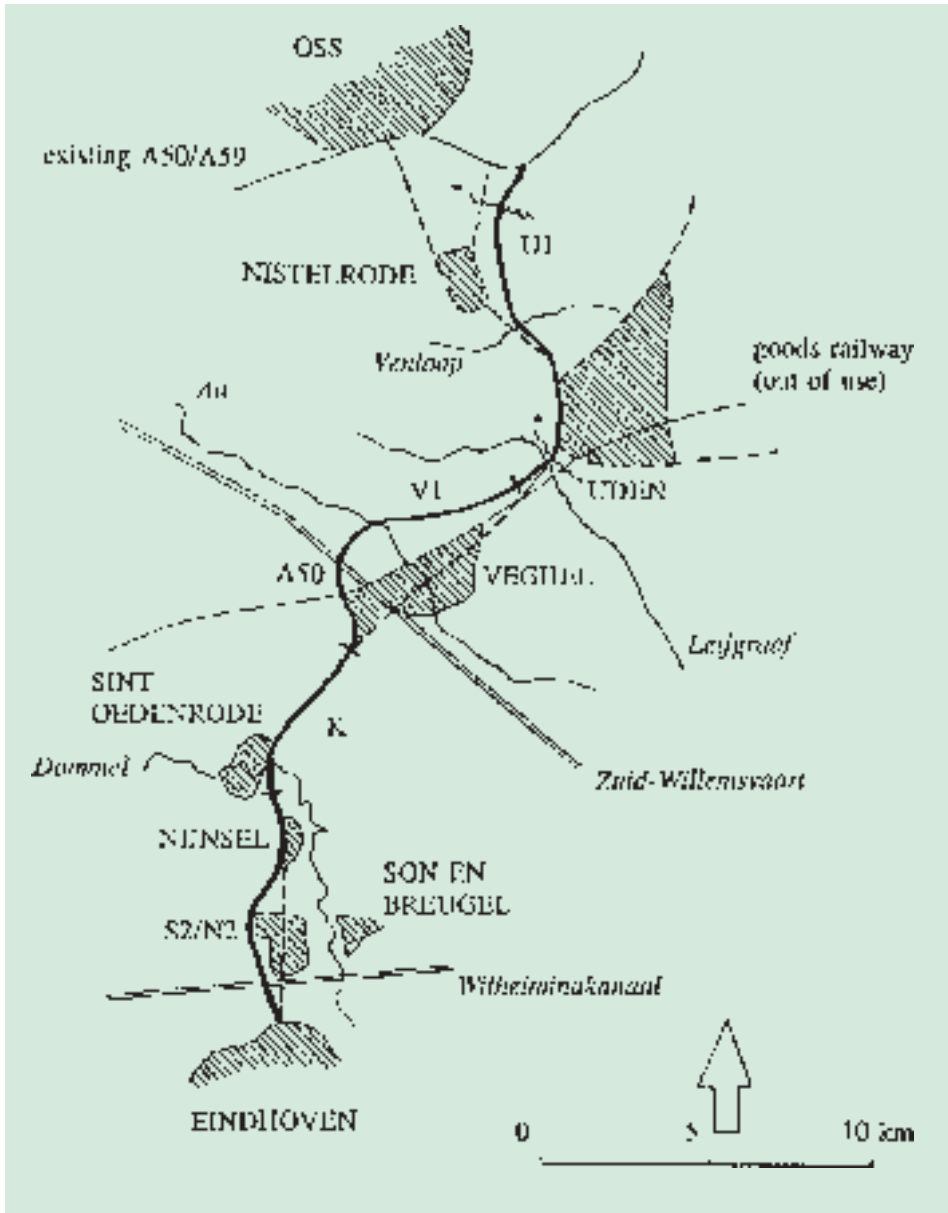 OSS
existing A50/A59
U1
NISTELRODE
Venloop
goods railway
(out of use)
Aa
V1
UDEN
A50
VEGHEL
Leijgraaf
SINT
OEDENRODE
K
Dommel
Zuid-Willemsvaart
NIJNSEL
SON EN
BREUGEL
S2/N2
Wilhelminakanaal
EINDHOVEN
0 5 10 km